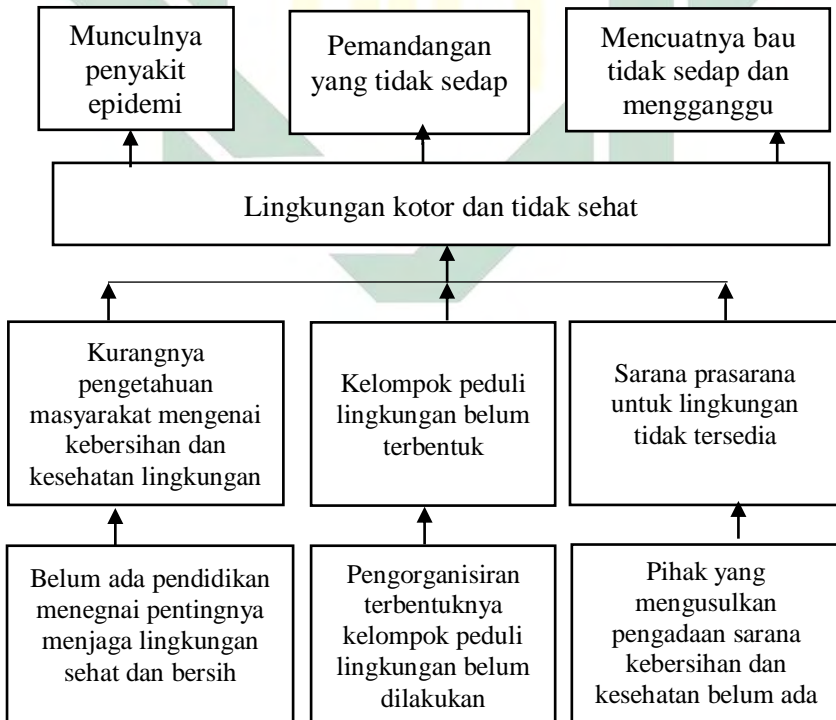 Munculnya
penyakit
epidemi
Pemandangan
yang tidak sedap
Mencuatnya bau
tidak sedap dan
mengganggu
Lingkungan kotor dan tidak sehat
Kurangnya
pengetahuan
masyarakat mengenai
kebersihan dan
kesehatan lingkungan
Kelompok peduli
lingkungan belum
terbentuk
Sarana prasarana
untuk lingkungan
tidak tersedia
Belum ada pendidikan
menegnai pentingnya
menjaga lingkungan
sehat dan bersih
Pengorganisiran
terbentuknya
kelompok peduli
lingkungan belum
dilakukan
Pihak yang
mengusulkan
pengadaan sarana
kebersihan dan
kesehatan belum ada